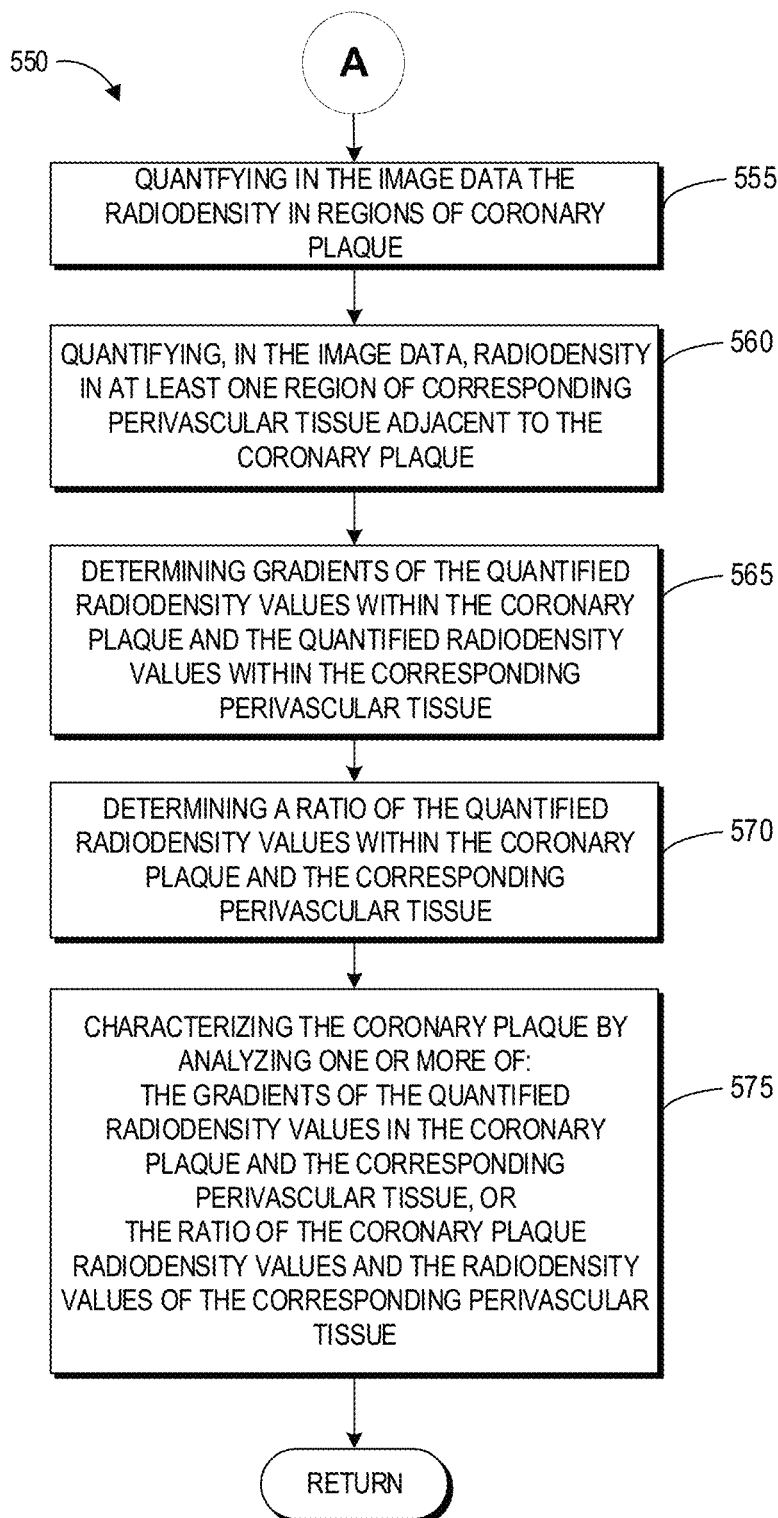 550
A
QUANTFYING IN THE IMAGE DATA THE
RADIODENSITY IN REGIONS OF CORONARY
PLAQUE
555
QUANTIFYING, IN THE IMAGE DATA, RADIODENSITY
IN AT LEAST ONE REGION OF CORRESPONDING
PERIVASCULAR TISSUE ADJACENT TO THE
CORONARY PLAQUE
560
DETERMINING GRADIENTS OF THE QUANTIFIED
RADIODENSITY VALUES WITHIN THE CORONARY
PLAQUE AND THE QUANTIFIED RADIODENSITY
VALUES WITHIN THE CORRESPONDING
PERIVASCULAR TISSUE
565
DETERMINING A RATIO OF THE QUANTIFIED
RADIODENSITY VALUES WITHIN THE CORONARY
PLAQUE AND THE CORRESPONDING
PERIVASCULAR TISSUE
570
CHARACTERIZING THE CORONARY PLAQUE BY
ANALYZING ONE OR MORE OF:
THE GRADIENTS OF THE QUANTIFIED
RADIODENSITY VALUES IN THE CORONARY
PLAQUE AND THE CORRESPONDING
PERIVASCULAR TISSUE, OR
THE RATIO OF THE CORONARY PLAQUE
RADIODENSITY VALUES AND THE RADIODENSITY
VALUES OF THE CORRESPONDING PERIVASCULAR
TISSUE
575
RETURN